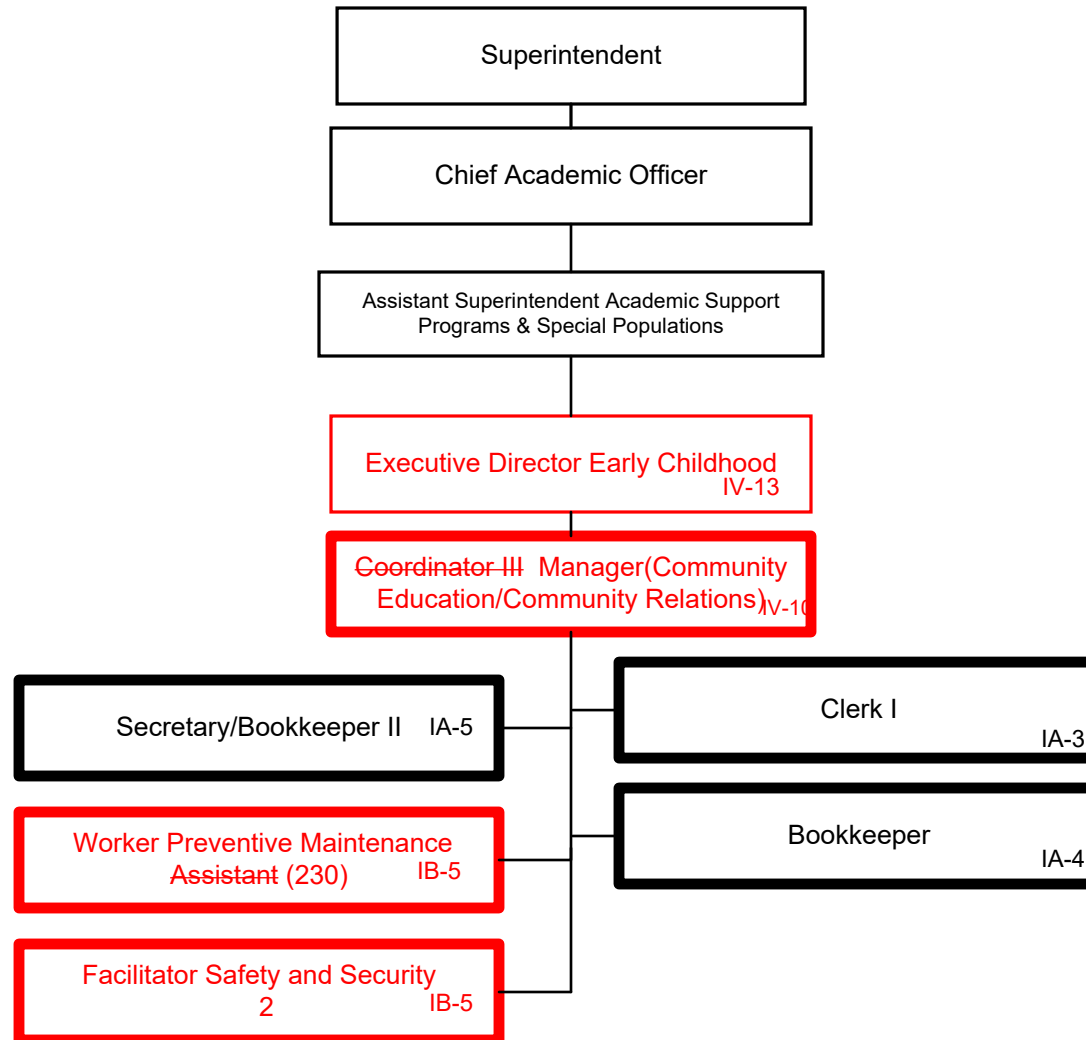 Superintendent
Chief Academic Officer
Assistant Superintendent Academic Support
Programs & Special Populations
Executive Director Early Childhood
IV-13
Coordinator III Manager(Community
Education/Community Relations)
IV-10
Secretary/Bookkeeper II IA-5
Clerk I
IA-3
Worker Preventive Maintenance
Assistant (230) IB-5
Bookkeeper
IA-4
Facilitator Safety and Security
2 IB-5